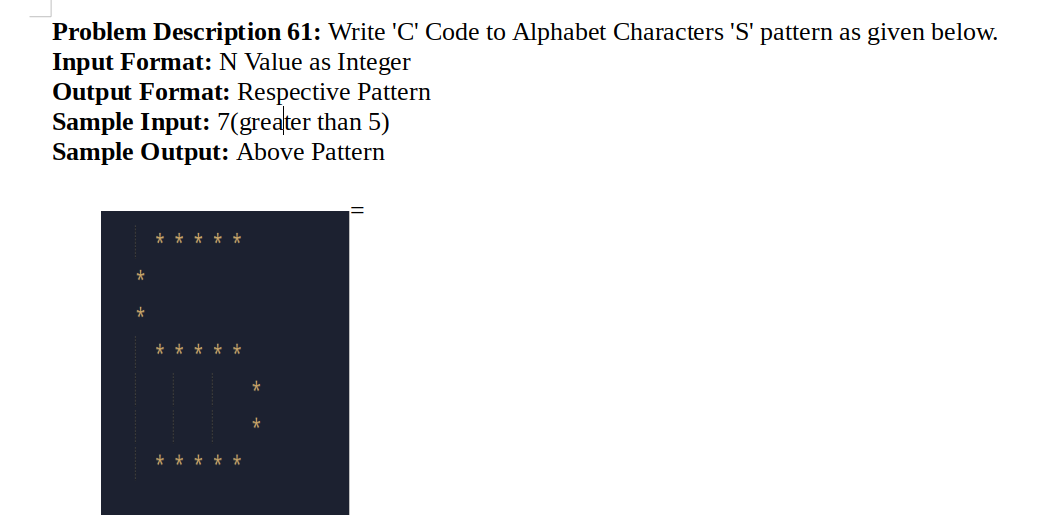 Problem Description 61: Write 'C' Code to Alphabet Characters 'S' pattern as given below.
Input Format: N Value as Integer
Output Format: Respective Pattern
Sample Input: 7(greater than 5)
Sample Output: Above Pattern
=
  * * * * *
*
*
  * * * * *
            *
            *
  * * * * *